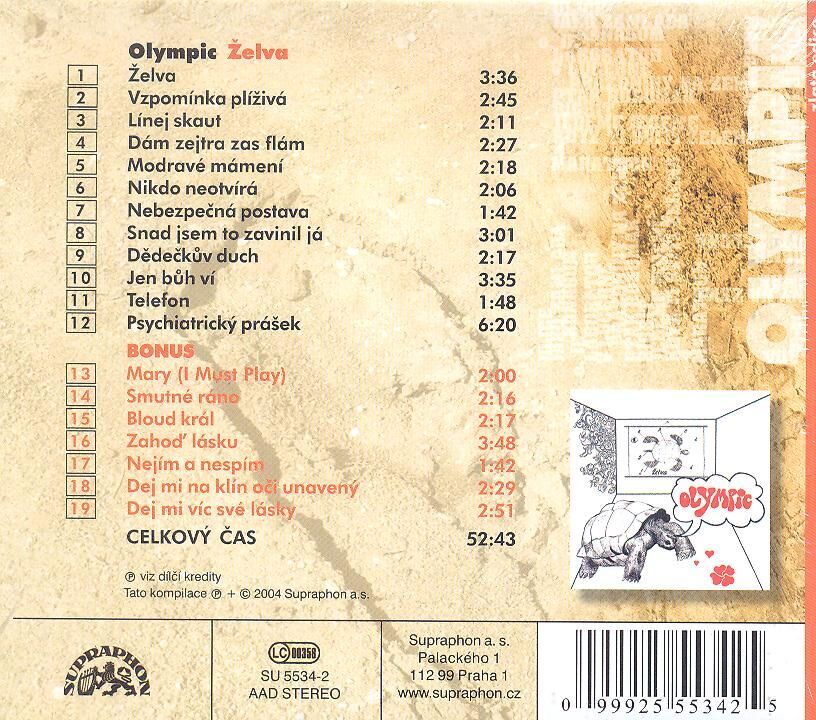 Olympic Želva
1 Želva 3:36
2 Vzpomínka plíživá 2:45
3 Línej skaut 2:11
4 Dám zejtra zas flám 2:27
5 Modravé mámení 2:18
6 Nikdo neotvírá 2:06
7 Nebezpečná postava 1:42
8 Snad jsem to zavinil já 3:01
9 Dědečkův duch 2:17
10 Jen bůh ví 3:35
11 Telefon 1:48
12 Psychiatrický prášek 6:20
BONUS
13 Mary (I Must Play) 2:00
14 Smutné ráno 2:16
15 Bloud král 2:17
16 Zahoď lásku 3:48
17 Nejím a nespím 1:42
18 Dej mi na klín očí unavený 2:29
19 Dej mi víc své lásky 2:51
CELKOVÝ ČAS 52:43
℗ viz dílčí kredity
Tato kompilace ℗ + © 2004 Supraphon a.s.
OLYMPIC
Želva
OLYMPIC
SUPRAPHON
LC 00358
SU 5534-2
AAD STEREO
Supraphon a. s.
Palackého 1
112 99 Praha 1
www.supraphon.cz
0 99925 55342 5